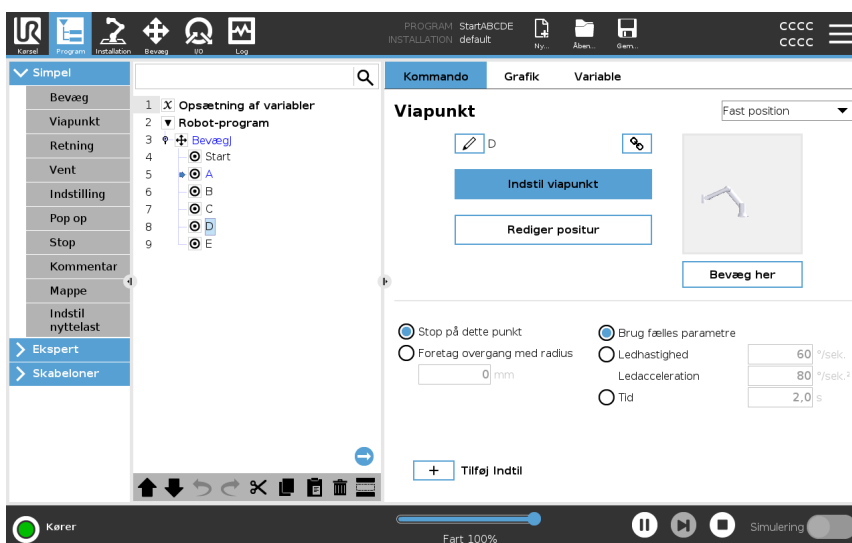 UR
Kørsel
Program
Installation
Bevæg
I/O
Log
PROGRAM StartABCDE
INSTALLATION default
Ny...
Åben...
Gem...
CCCC
CCCC
Simpel
Bevæg
Viapunkt
Retning
Vent
Indstilling
Pop op
Stop
Kommentar
Mappe
Indstil
nyttelast
Ekspert
Skabeloner
1 X Opsætning af variabler
2 Robot-program
3 BevægJ
4 Start
5 A
6 B
7 C
8 D
9 E
Kommando Grafik Variable
Viapunkt
Fast position
D
Indstil viapunkt
Rediger positur
Bevæg her
Stop på dette punkt
Foretag overgang med radius
0 mm
Brug fælles parametre
Ledhastighed 60 °/sek.
Ledacceleration 80 °/sek.²
Tid 2,0 s
+ Tilføj Indtil
Kører
Fart 100%
Simulering